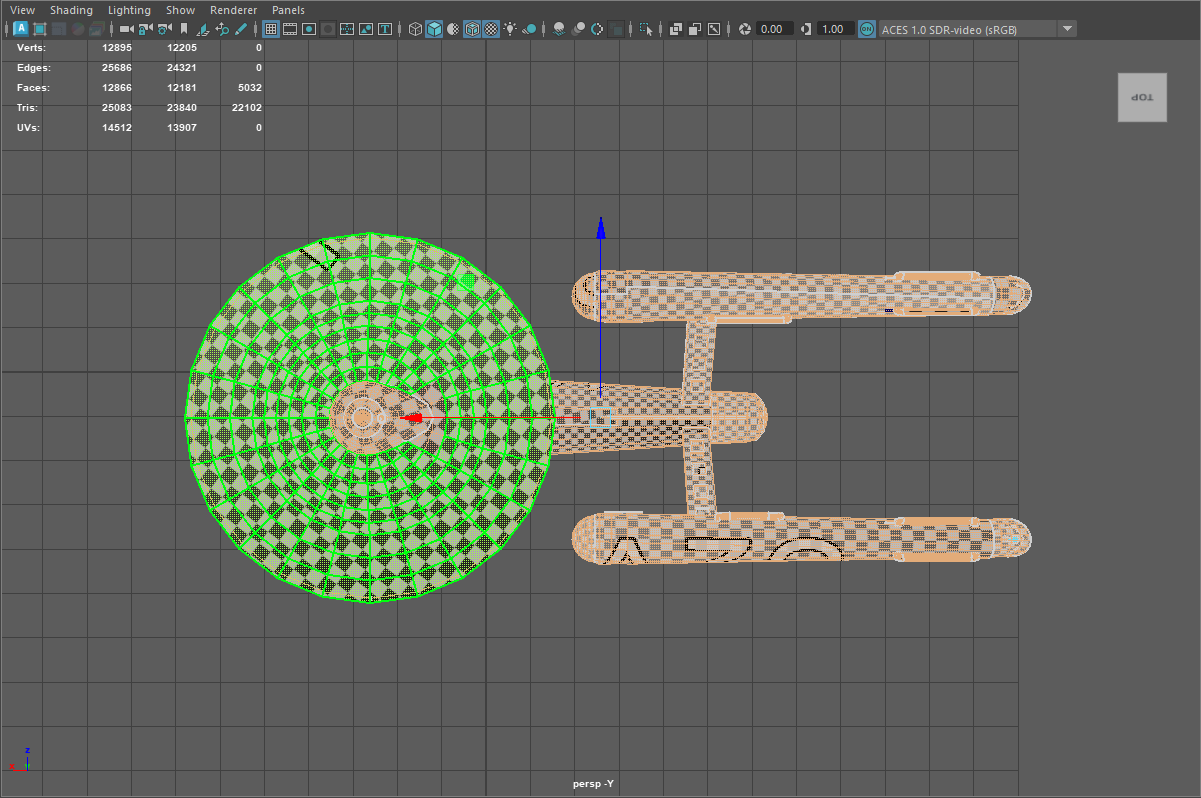 View Shading Lighting Show Renderer Panels
A T 0.00 1.00 ON ACES 1.0 SDR-video (sRGB)
Verts: 12895 12205 0
Edges: 25686 24321 0
Faces: 12866 12181 5032
Tris: 25083 23840 22102
UVs: 14512 13907 0
TOP
z
x
persp -Y